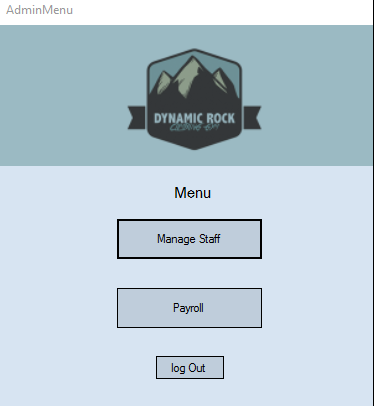 AdminMenu
DYNAMIC ROCK
Menu
Manage Staff
Payroll
log Out